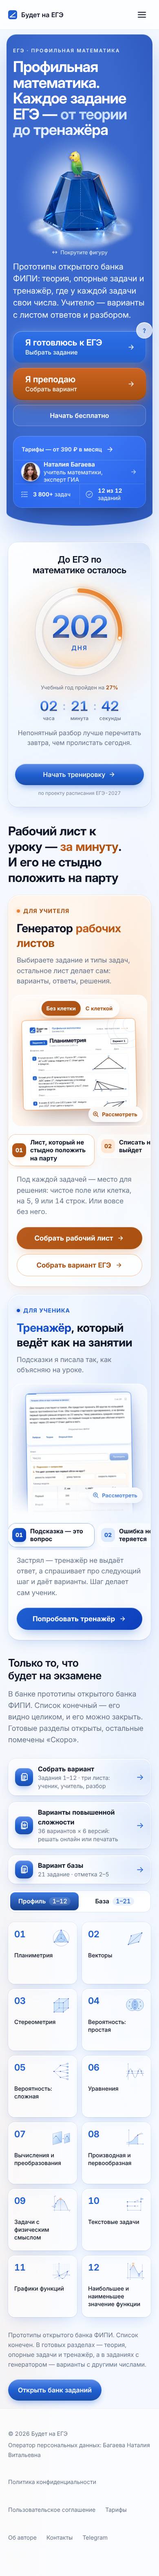 Будет на ЕГЭ
ЕГЭ · ПРОФИЛЬНАЯ МАТЕМАТИКА
Профильная
математика.
Каждое задание
ЕГЭ — от теории
до тренажёра
Покрутите фигуру
Прототипы открытого банка
ФИПИ: теория, опорные задачи и
тренажёр, где у каждой задачи
свои числа. Учителю — варианты
с листом ответов и разбором.
?
Я готовлюсь к ЕГЭ
Выбрать задание
Я преподаю
Собрать вариант
Начать бесплатно
Тарифы — от 390 ₽ в месяц
Наталия Багаева
учитель математики,
эксперт ГИА
3 800+ задач
12 из 12
заданий
До ЕГЭ по
математике осталось
202
ДНЯ
Учебный год пройден на 27%
02 : 21 : 42
часа минута секунды
Непонятный разбор лучше переварить
завтра, чем проспать сегодня.
Начать тренировку
по проекту расписания ЕГЭ-2027
Рабочий лист к
уроку — за минуту.
И его не стыдно
положить на парту
ДЛЯ УЧИТЕЛЯ
Генератор рабочих
листов
Выбираете задание и типы задач,
остальное лист делает сам:
варианты, ответы, решения.
Без клетки С клеткой
Планиметрия
Рассмотреть
01 Лист, который не
стыдно положить
на парту
02 Списать н
выйдет
Под каждой задачей — место для
решения: чистое поле или клетка,
на 5, 9 или 14 строк. Или вовсе
без него.
Собрать рабочий лист
Собрать вариант ЕГЭ
ДЛЯ УЧЕНИКА
Тренажёр, который
ведёт как на занятии
Подсказки я писала так, как
объясняю на уроке.
Рассмотреть
01 Подсказка — это
вопрос
02 Ошибка н
теряется
Застрял — тренажёр не выдаёт
ответ, а спрашивает про следующий
шаг и даёт варианты. Шаг делает
сам ученик.
Попробовать тренажёр
Только то, что
будет на экзамене
В банке прототипы открытого банка
ФИПИ. Список конечный — его
видно целиком, и его можно закрыть.
Готовые разделы открыты, остальные
помечены «Скоро».
Собрать вариант
Задания 1–12 · три листа:
ученик, учитель, разбор
Варианты повышенной
сложности
36 вариантов × 6 версий:
решать онлайн или печатать
Вариант базы
21 задание · отметка 2–5
Профиль 1–12
База 1–21
01
Планиметрия
02
Векторы
03
Стереометрия
04
Вероятность:
простая
05
Вероятность:
сложная
06
Уравнения
07
Вычисления и
преобразования
08
Производная и
первообразная
09
Задачи с
физическим
смыслом
10
Текстовые задачи
11
Графики функций
12
Наибольшее и
наименьшее
значение функции
Прототипы открытого банка ФИПИ. Список
конечен. В готовых разделах — теория,
опорные задачи и тренажёр, а в заданиях с
генератором — варианты с другими числами.
Открыть банк заданий
© 2026 Будет на ЕГЭ
Оператор персональных данных: Багаева Наталия
Витальевна
Политика конфиденциальности
Пользовательское соглашение Тарифы
Об авторе Контакты Telegram